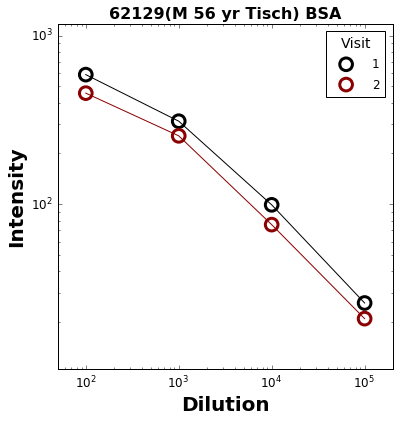 62129(M 56 yr Tisch) BSA
Visit
1
2
Intensity
10³
10²
10² 10³ 10⁴ 10⁵
Dilution